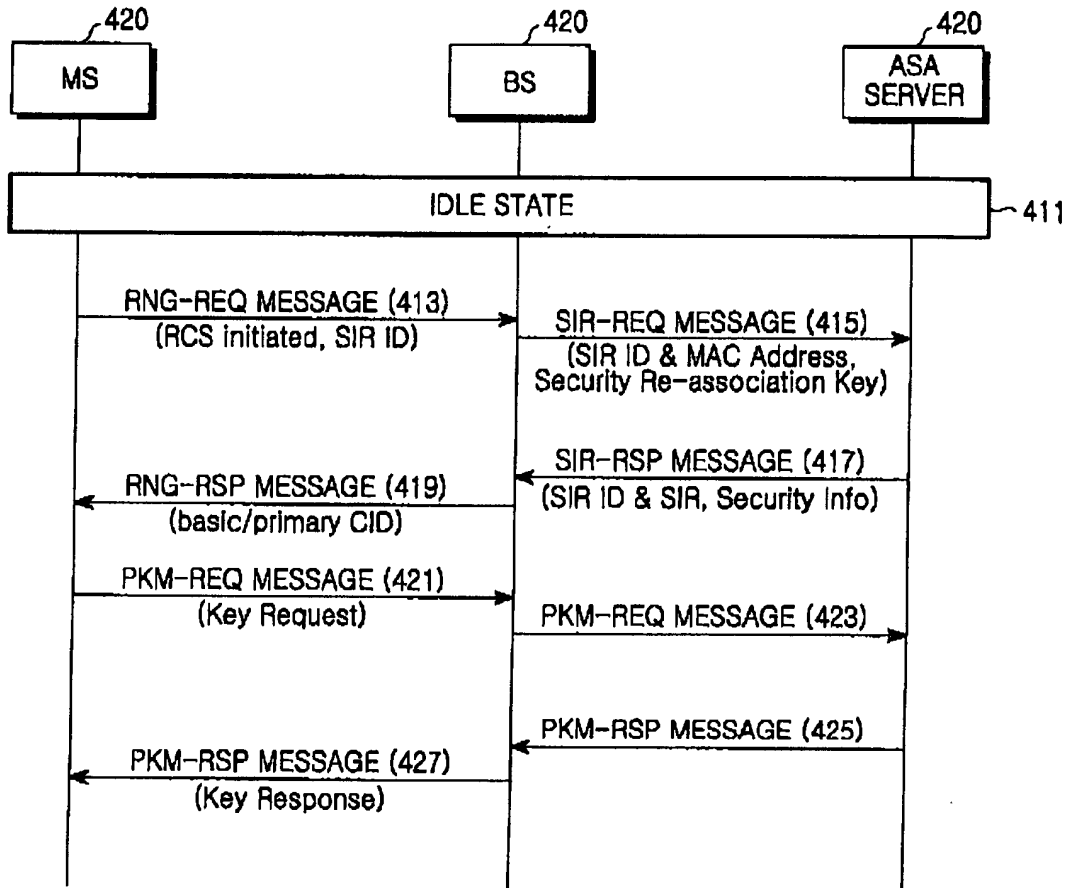 420
420
420
MS
BS
ASA
SERVER
IDLE STATE
411
RNG-REQ MESSAGE (413)
(RCS initiated, SIR ID)
SIR-REQ MESSAGE (415)
(SIR ID & MAC Address,
Security Re-association Key)
SIR-RSP MESSAGE (417)
(SIR ID & SIR, Security Info)
RNG-RSP MESSAGE (419)
(basic/primary CID)
PKM-REQ MESSAGE (421)
(Key Request)
PKM-REQ MESSAGE (423)
PKM-RSP MESSAGE (425)
PKM-RSP MESSAGE (427)
(Key Response)